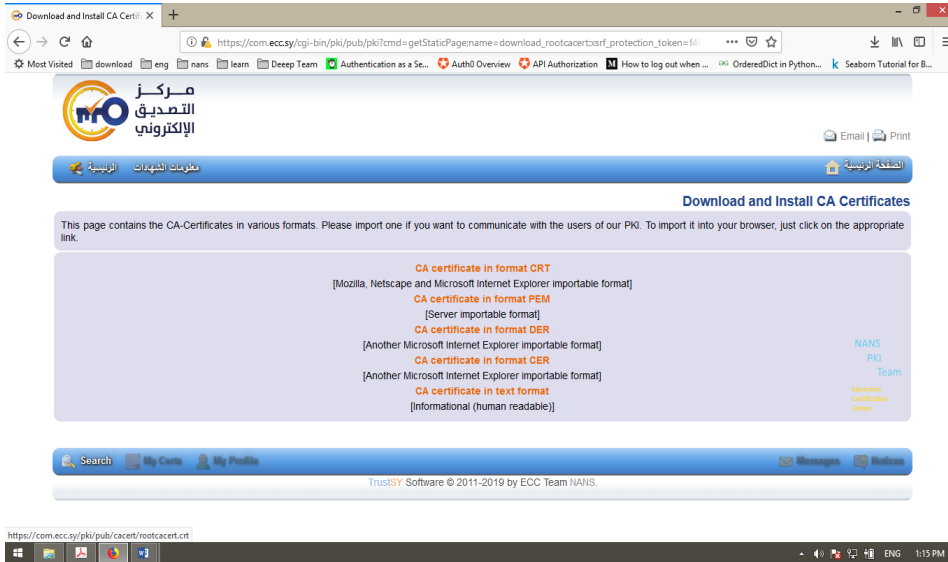 Download and Install CA Certifi
https://com.ecc.sy/cgi-bin/pki/pub/pki?cmd=getStaticPage;name=download_rootcacert;xsrf_protection_token=f4
Most Visited download eng nans learn Deeep Team Authentication as a Se... Auth0 Overview API Authorization How to log out when ... OrderedDict in Python... Seaborn Tutorial for B...
مـــركـــز
التصديـق
الإلكتروني
Email | Print
الصفحة الرئيسية
معلومات الشهادات
الرئيسية
Download and Install CA Certificates
This page contains the CA-Certificates in various formats. Please import one if you want to communicate with the users of our PKI. To import it into your browser, just click on the appropriate
link.
CA certificate in format CRT
[Mozilla, Netscape and Microsoft Internet Explorer importable format]
CA certificate in format PEM
[Server importable format]
CA certificate in format DER
[Another Microsoft Internet Explorer importable format]
CA certificate in format CER
[Another Microsoft Internet Explorer importable format]
CA certificate in text format
[Informational (human readable)]
NANS
PKI
Team
Electronic
Certification
Center
Search My Certs My Profile Messages Notices
TrustSY Software © 2011-2019 by ECC Team NANS.
https://com.ecc.sy/pki/pub/cacert/rootcacert.crt
ENG 1:15 PM